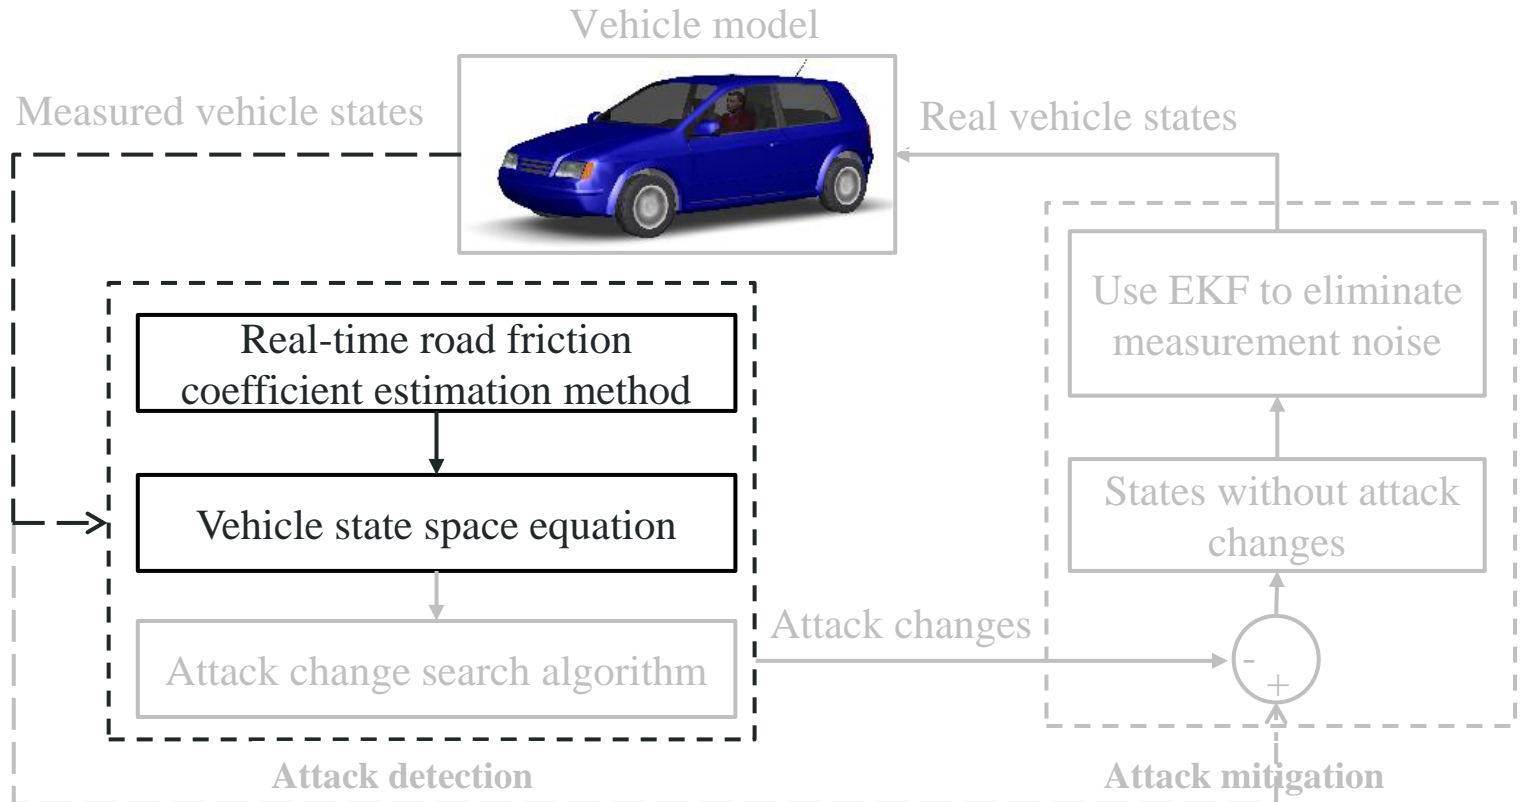 Vehicle model
Measured vehicle states
Real vehicle states
Real-time road friction
coefficient estimation method
Vehicle state space equation
Attack change search algorithm
Attack detection
Attack changes
Use EKF to eliminate
measurement noise
States without attack
changes
-
+
Attack mitigation